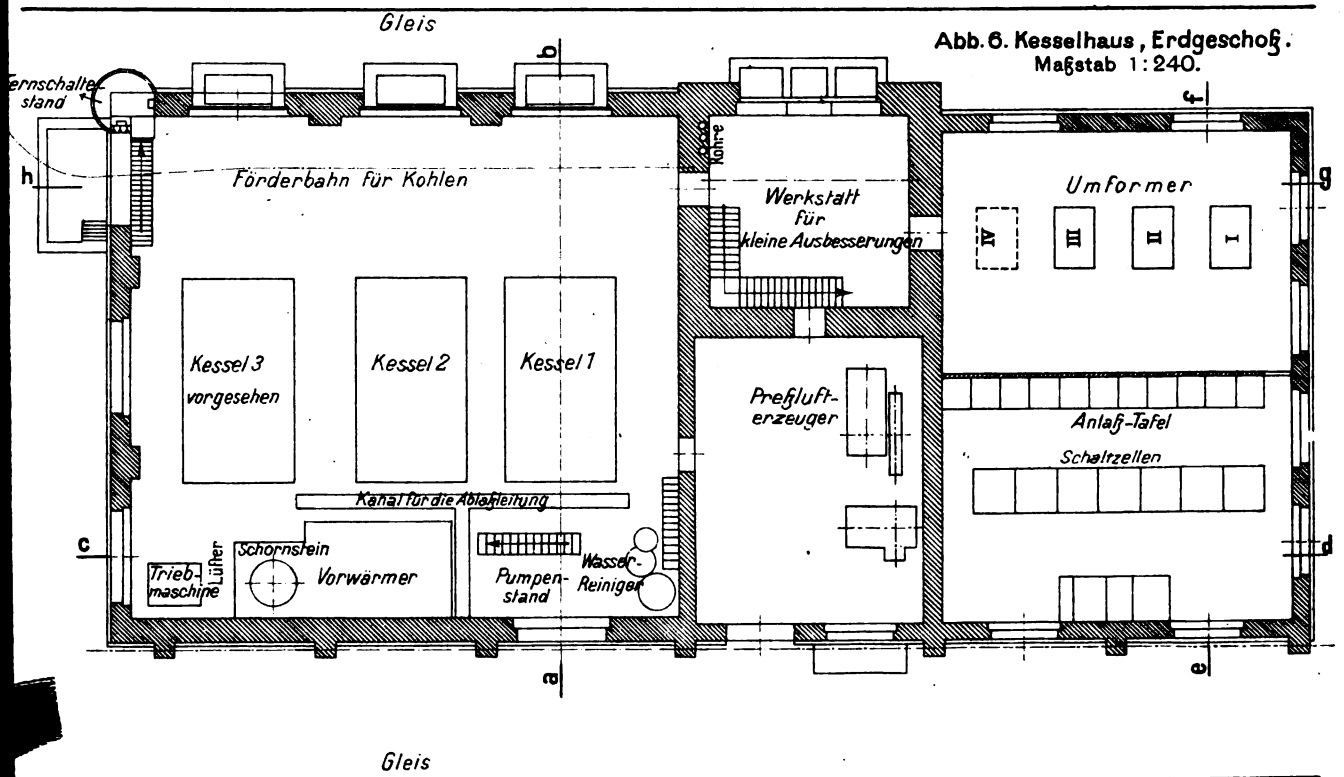 Gleis
Abb. 6. Kesselhaus, Erdgeschoß.
Maßstab 1:240.
b
f
Fernschalter
stand
h
g
Förderbahn für Kohlen
Rohre
Werkstatt
für
kleine Ausbesserungen
Umformer
IV
III
II
I
Kessel 3
vorgesehen
Kessel 2
Kessel 1
Preßluft-
erzeuger
Anlaß-Tafel
Schaltzellen
Kanal für die Ablaßleitung
c
d
Trieb-
maschine
Lüfter
Schornstein
Vorwärmer
Pumpen-
stand
Wasser-
Reiniger
a
e
Gleis